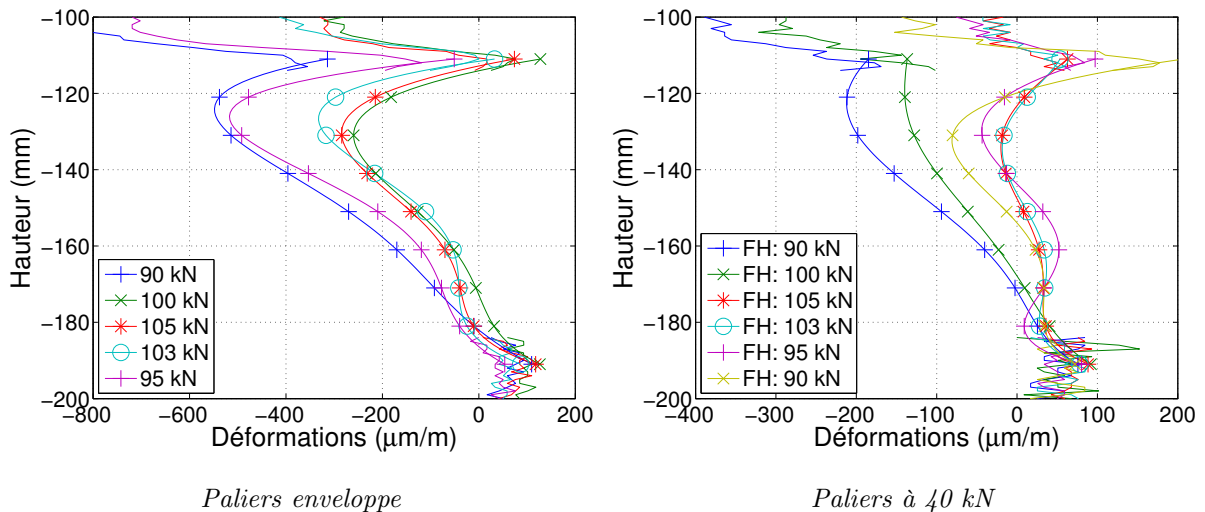 −100
−120
−140
−160
−180
−200
Hauteur (mm)
−800 −600 −400 −200 0 200
Déformations (μm/m)
90 kN
100 kN
105 kN
103 kN
95 kN
Paliers enveloppe
−100
−120
−140
−160
−180
−200
Hauteur (mm)
−400 −300 −200 −100 0 100 200
Déformations (μm/m)
FH: 90 kN
FH: 100 kN
FH: 105 kN
FH: 103 kN
FH: 95 kN
FH: 90 kN
Paliers à 40 kN